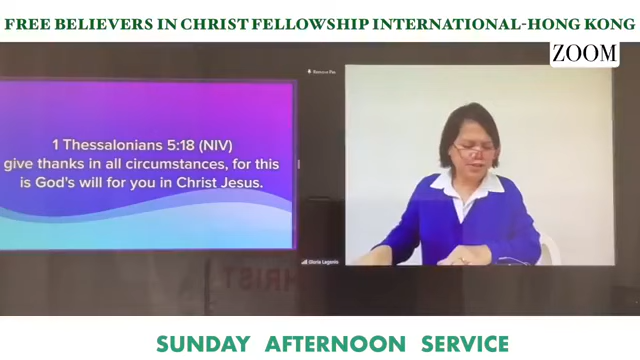 FREE BELIEVERS IN CHRIST FELLOWSHIP INTERNATIONAL-HONG KONG
ZOOM
1 Thessalonians 5:18 (NIV)
give thanks in all circumstances, for this
is God's will for you in Christ Jesus.
CHRIST
SUNDAY AFTERNOON SERVICE